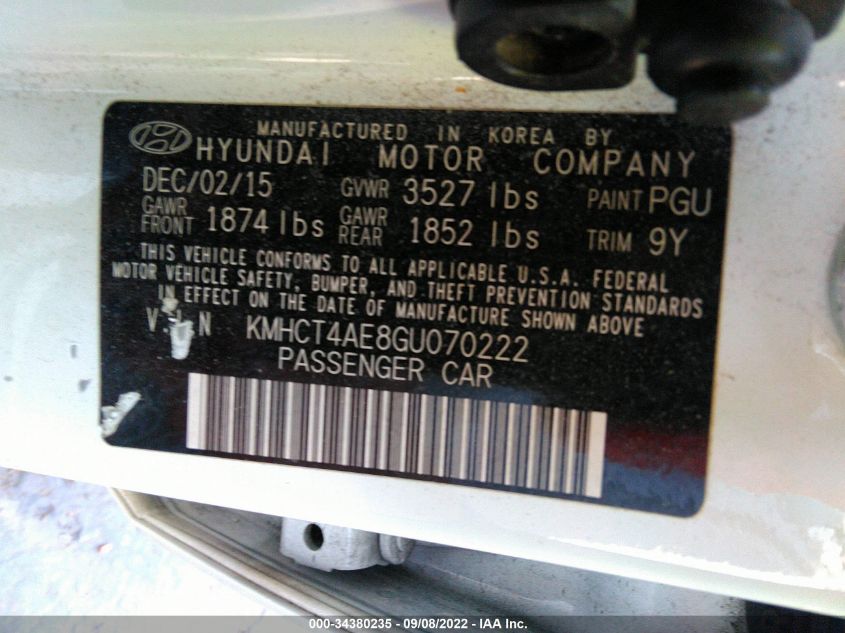 MANUFACTURED IN KOREA BY
HYUNDAI MOTOR COMPANY
DEC/02/15 GVWR 3527 lbs PAINT PGU
GAWR FRONT 1874 lbs GAWR REAR 1852 lbs TRIM 9Y
THIS VEHICLE CONFORMS TO ALL APPLICABLE U.S.A. FEDERAL
MOTOR VEHICLE SAFETY, BUMPER, AND THEFT PREVENTION STANDARDS
IN EFFECT ON THE DATE OF MANUFACTURE SHOWN ABOVE
V.I.N KMHCT4AE8GU070222
PASSENGER CAR
000-34380235 - 09/08/2022 - IAA Inc.